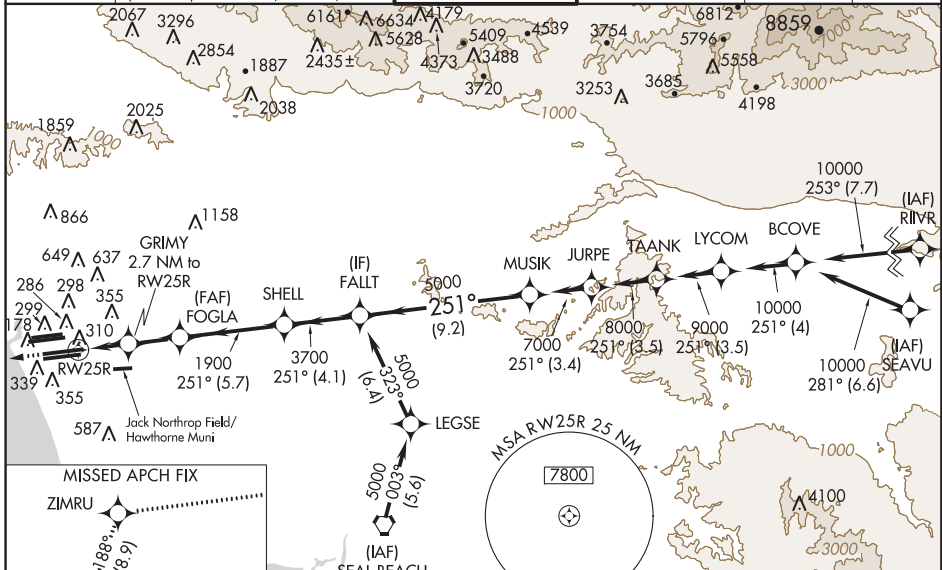 2067
3296
6161
6634
4179
6812
8859
1000
2854
5628
5409
4539
3754
5796
2435±
4373
3488
5558
1887
3720
3685
3000
2038
3253
4198
2025
1000
1859
1000
10000
253° (7.7)
(IAF)
RIIVR
866
1158
GRIMY
2.7 NM to
RW25R
BCOVE
LYCOM
TAANK
JURPE
MUSIK
649
637
(IF)
FALLT
286
298
(FAF)
FOGLA
SHELL
5000
251°
(9.2)
299
355
178
310
1900
251° (5.7)
3700
251° (4.1)
7000
251° (3.4)
8000
251° (3.5)
9000
251° (3.5)
10000
251° (4)
10000
281° (6.6)
(IAF)
SEAVU
RW25R
339
355
5000
323°
(6.4)
Jack Northrop Field/
Hawthorne Muni
587
LEGSE
MSA RW25R 25 NM
7800
1000
MISSED APCH FIX
ZIMRU
5000
003°
(5.6)
4100
188°
(IAF)
SEAL BEACH
3000